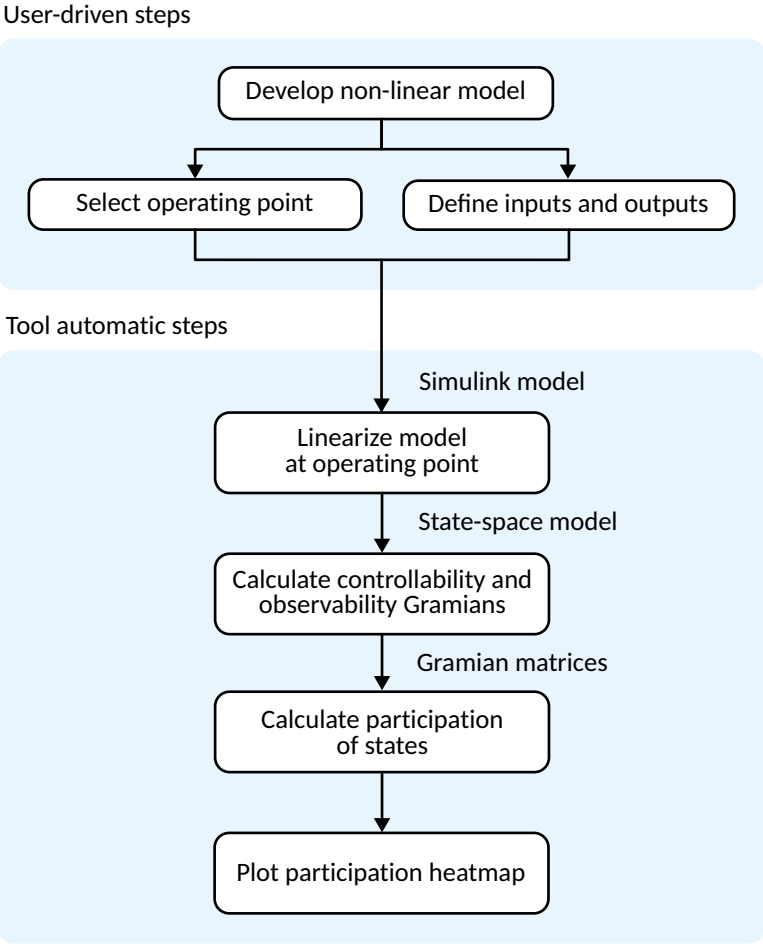 User-driven steps
Develop non-linear model
Select operating point
Define inputs and outputs
Tool automatic steps
Simulink model
Linearize model
at operating point
State-space model
Calculate controllability and
observability Gramians
Gramian matrices
Calculate participation
of states
Plot participation heatmap